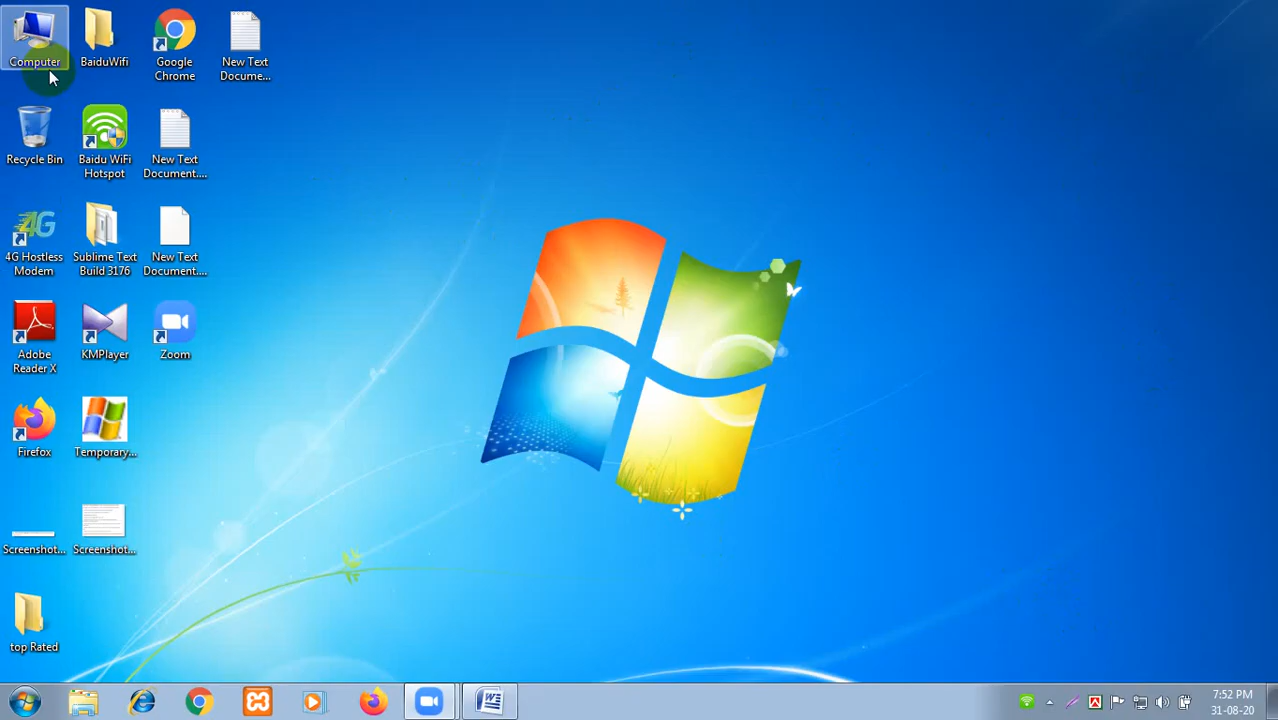 Computer
BaiduWifi
Google
Chrome
New Text
Docume...
Recycle Bin
Baidu WiFi
Hotspot
New Text
Document....
4G
4G Hostless
Modem
Sublime Text
Build 3176
New Text
Document....
Adobe
Reader X
KMPlayer
Zoom
Firefox
Temporary...
Screenshot...
Screenshot...
top Rated
7:52 PM
31-08-20